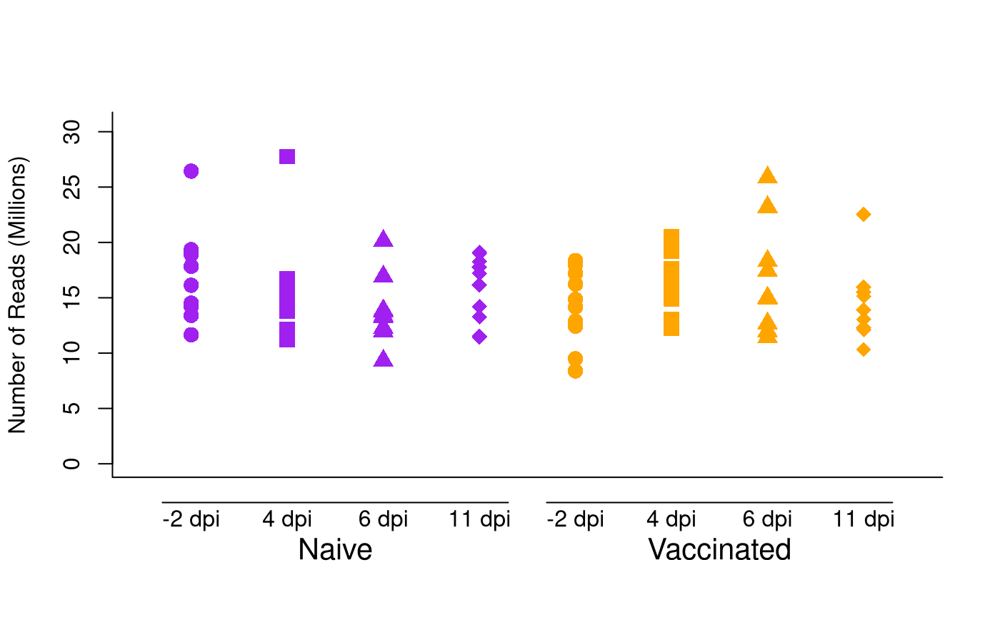 Number of Reads (Millions)
30
25
20
15
10
5
0
-2 dpi 4 dpi 6 dpi 11 dpi -2 dpi 4 dpi 6 dpi 11 dpi
Naive Vaccinated